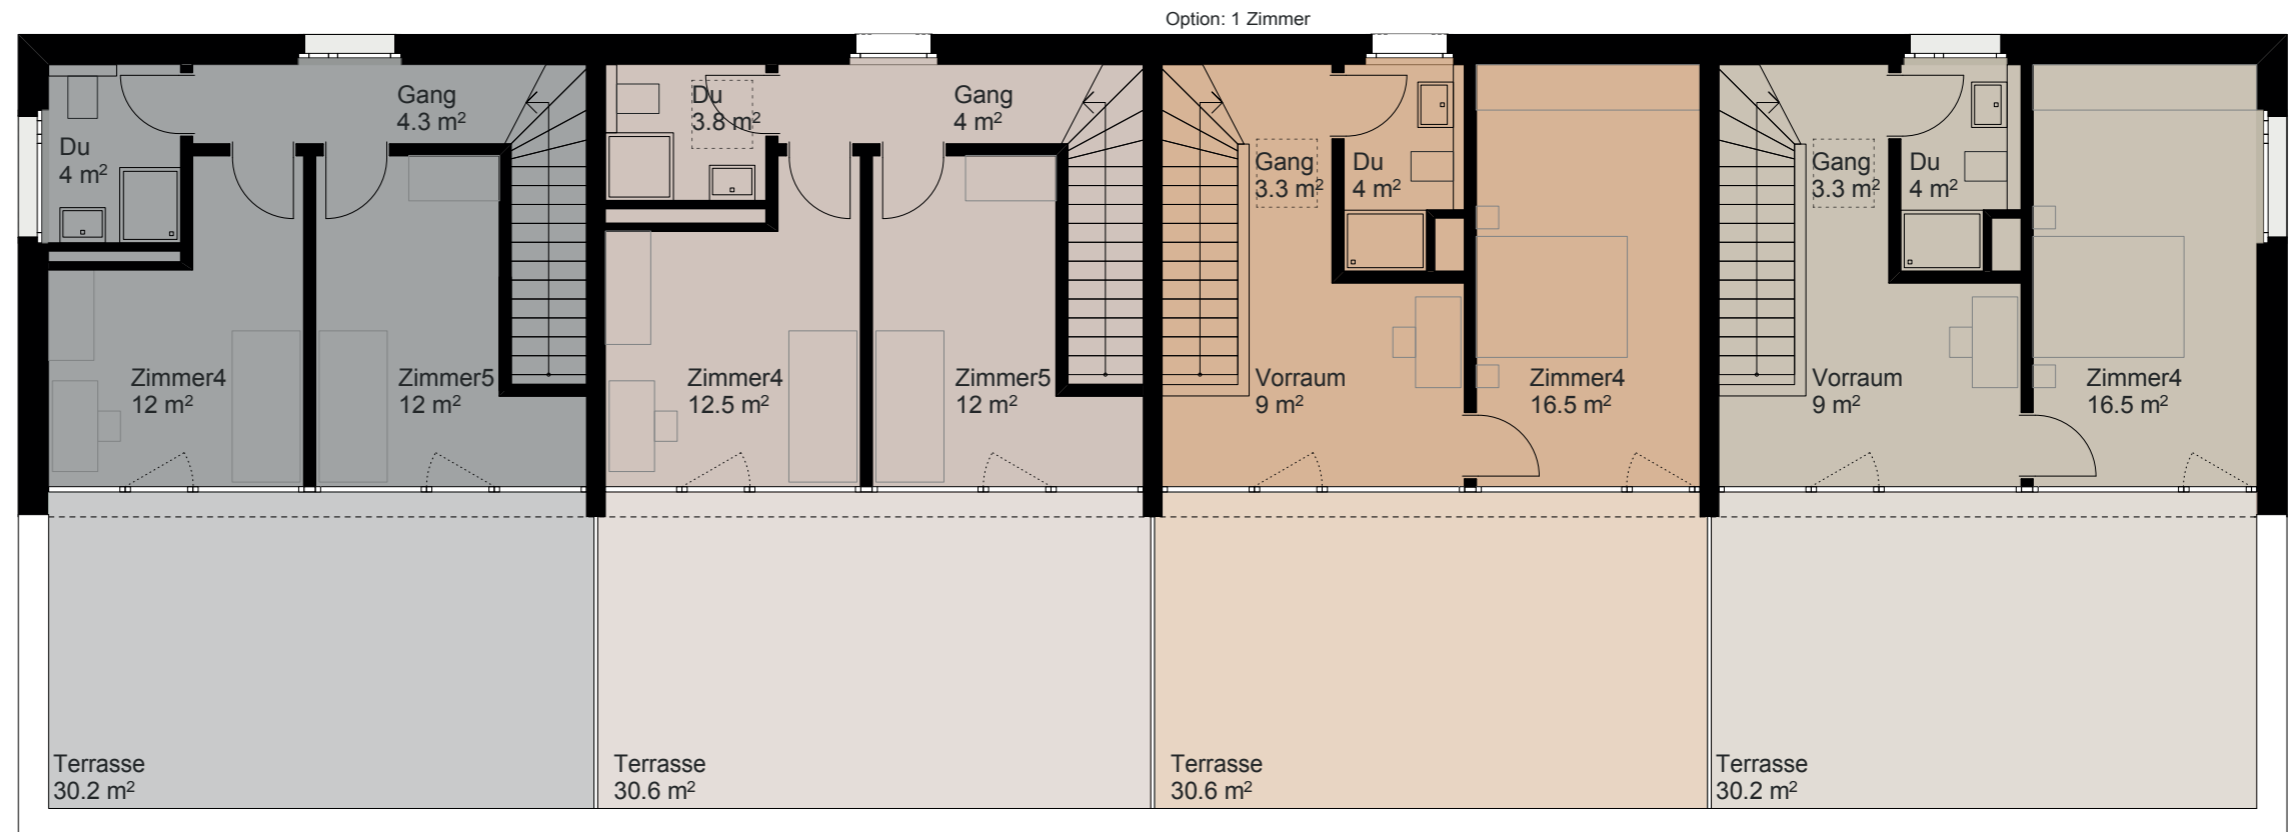 Option: 1 Zimmer
Du
4 m²
Gang
4.3 m²
Zimmer4
12 m²
Zimmer5
12 m²
Terrasse
30.2 m²
Du
3.8 m²
Gang
4 m²
Zimmer4
12.5 m²
Zimmer5
12 m²
Terrasse
30.6 m²
Gang
3.3 m²
Du
4 m²
Vorraum
9 m²
Zimmer4
16.5 m²
Terrasse
30.6 m²
Gang
3.3 m²
Du
4 m²
Vorraum
9 m²
Zimmer4
16.5 m²
Terrasse
30.2 m²